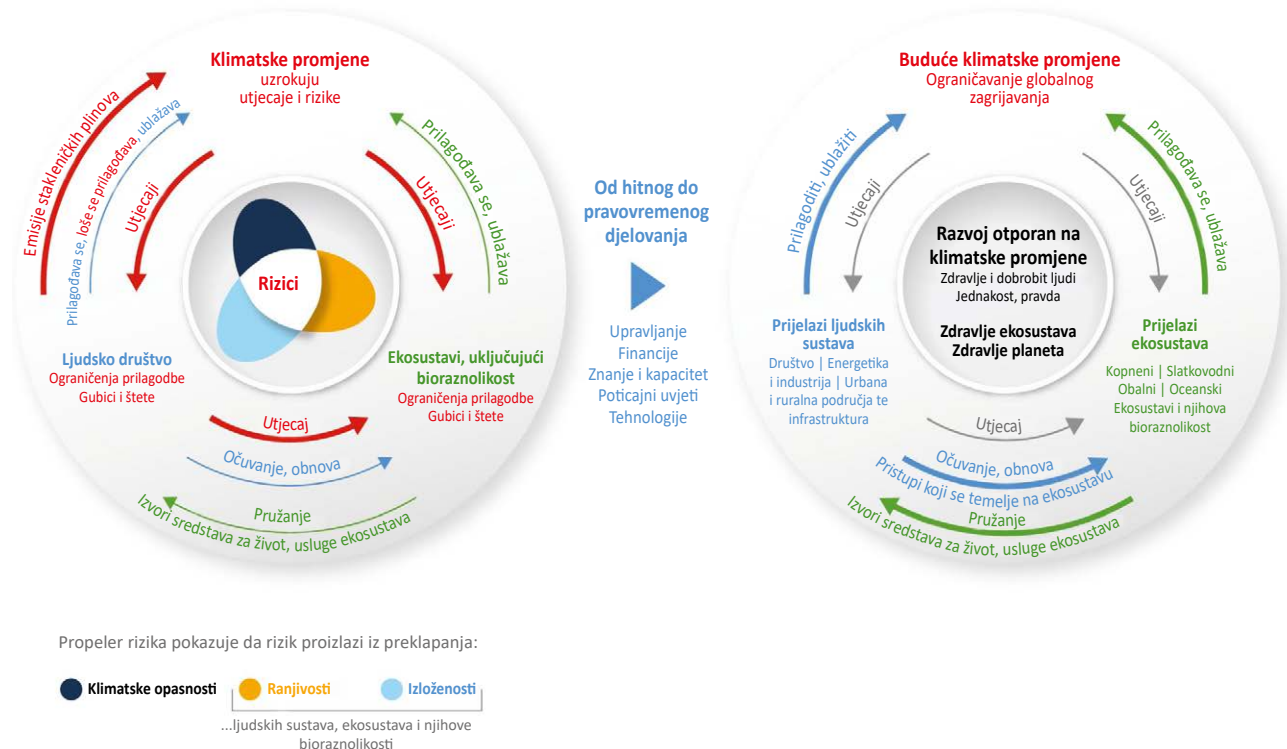 Klimatske promjene
uzrokuju
utjecaje i rizike
Emisije stakleničkih plinova
Prilagođava se, loše se prilagođava, ublažava
Utjecaji
Utjecaji
Prilagođava se, ublažava
Rizici
Ljudsko društvo
Ograničenja prilagodbe
Gubici i štete
Ekosustavi, uključujući
bioraznolikost
Ograničenja prilagodbe
Gubici i štete
Utjecaj
Očuvanje, obnova
Pružanje
Izvori sredstava za život, usluge ekosustava
Od hitnog do
pravovremenog
djelovanja
Upravljanje
Financije
Znanje i kapacitet
Poticajni uvjeti
Tehnologije
Buduće klimatske promjene
Ograničavanje globalnog
zagrijavanja
Prilagoditi, ublažiti
Utjecaji
Utjecaji
Prilagođava se, ublažava
Razvoj otporan na
klimatske promjene
Zdravlje i dobrobit ljudi
Jednakost, pravda
Zdravlje ekosustava
Zdravlje planeta
Prijelazi ljudskih
sustava
Društvo | Energetika
i industrija | Urbana
i ruralna područja te
infrastruktura
Prijelazi
ekosustava
Kopneni | Slatkovodni
Obalni | Oceanski
Ekosustavi i njihova
bioraznolikost
Utjecaj
Očuvanje, obnova
Pristupi koji se temelje na ekosustavu
Pružanje
Izvori sredstava za život, usluge ekosustava
Propeler rizika pokazuje da rizik proizlazi iz preklapanja:
Klimatske opasnosti
Ranjivosti
Izloženosti
...ljudskih sustava, ekosustava i njihove
bioraznolikosti